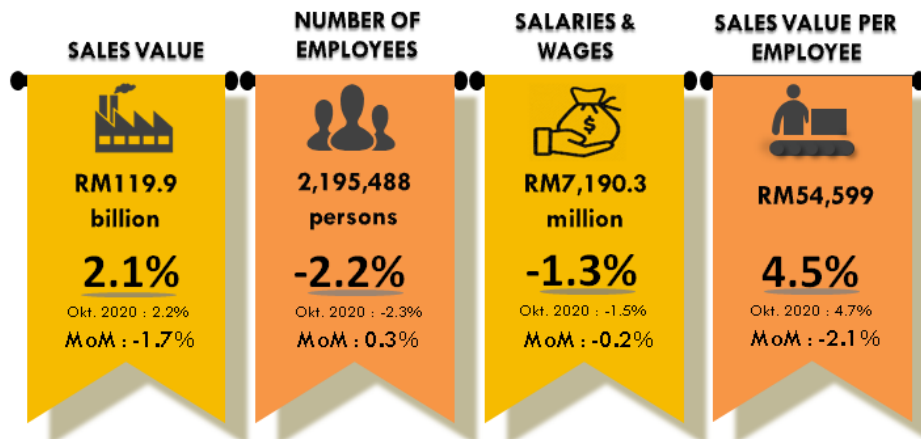 SALES VALUE
RM119.9
billion
2.1%
Okt. 2020 : 2.2%
MoM : -1.7%
NUMBER OF
EMPLOYEES
2,195,488
persons
-2.2%
Okt. 2020 : -2.3%
MoM : 0.3%
SALARIES &
WAGES
$
RM7,190.3
million
-1.3%
Okt. 2020 : -1.5%
MoM : -0.2%
SALES VALUE PER
EMPLOYEE
RM54,599
4.5%
Okt. 2020 : 4.7%
MoM : -2.1%